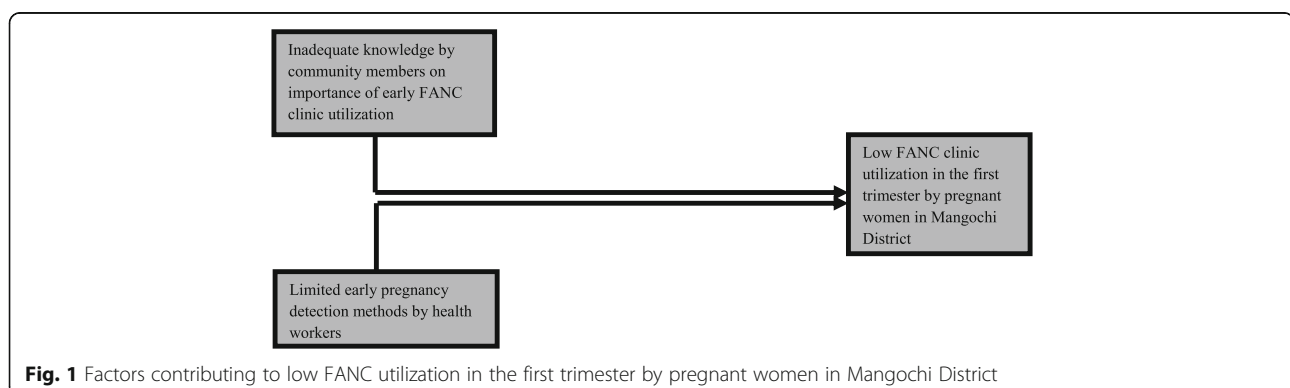 Inadequate knowledge by
community members on
importance of early FANC
clinic utilization
Low FANC clinic
utilization in the first
trimester by pregnant
women in Mangochi
District
Limited early pregnancy
detection methods by health
workers
Fig. 1 Factors contributing to low FANC utilization in the first trimester by pregnant women in Mangochi District